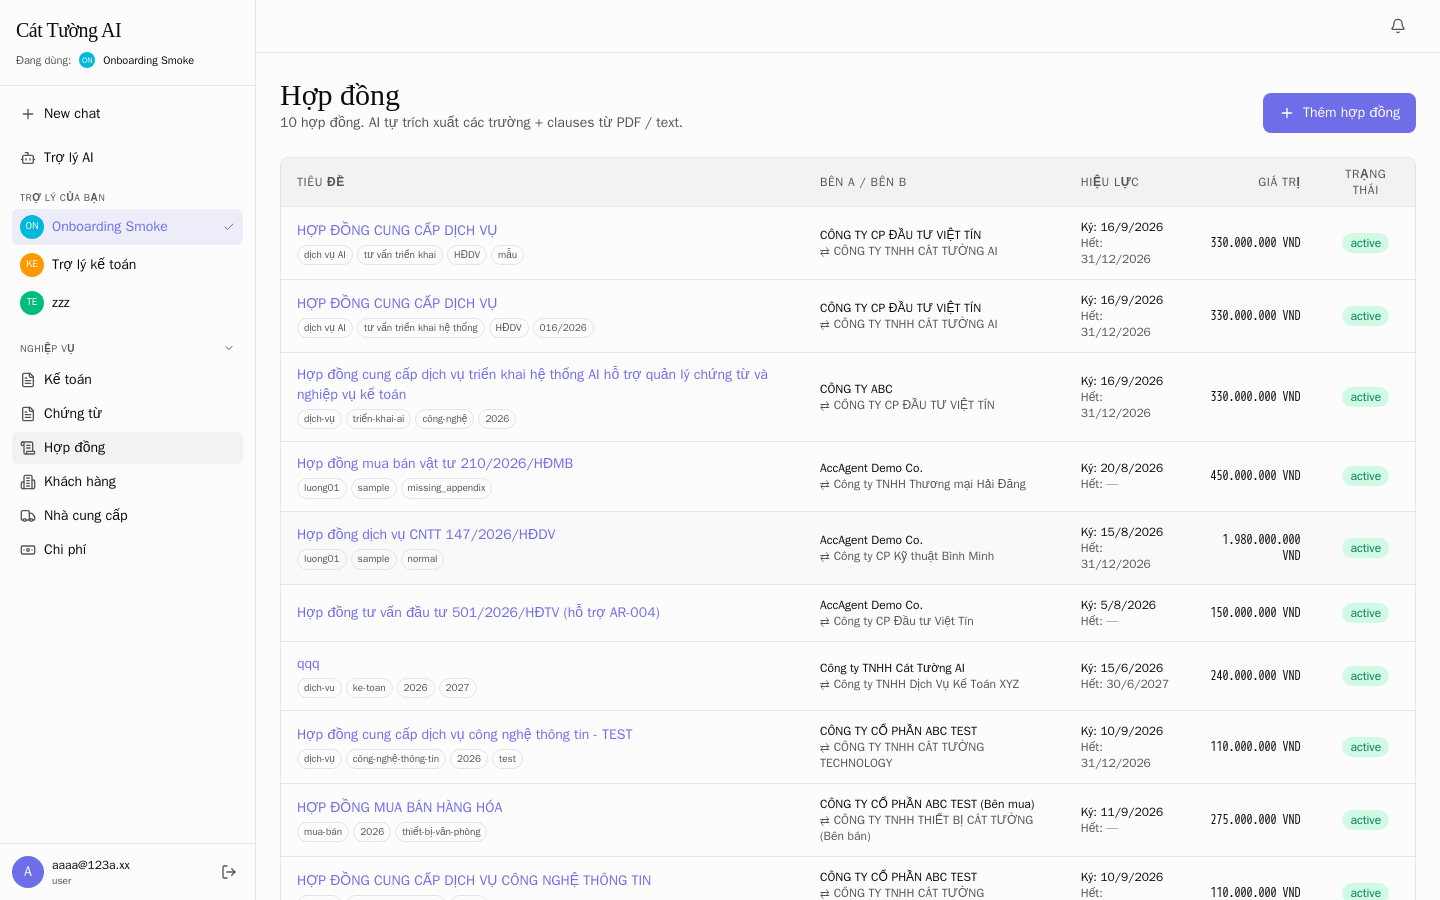 Cát Tường AI
Đang dùng: ON Onboarding Smoke
New chat
Trợ lý AI
TRỢ LÝ CỦA BẠN
ON Onboarding Smoke
KE Trợ lý kế toán
TE zzz
NGHIỆP VỤ
Kế toán
Chứng từ
Hợp đồng
Khách hàng
Nhà cung cấp
Chi phí
A aaaa@123a.xx
user
Hợp đồng
10 hợp đồng. AI tự trích xuất các trường + clauses từ PDF / text.
Thêm hợp đồng
TIÊU ĐỀ BÊN A / BÊN B HIỆU LỰC GIÁ TRỊ TRẠNG
THÁI
HỢP ĐỒNG CUNG CẤP DỊCH VỤ
dịch vụ AI tư vấn triển khai HĐDV mẫu
CÔNG TY CP ĐẦU TƯ VIỆT TÍN
⇄ CÔNG TY TNHH CÁT TƯỜNG AI
Ký: 16/9/2026
Hết:
31/12/2026
330.000.000 VND
active
HỢP ĐỒNG CUNG CẤP DỊCH VỤ
dịch vụ AI tư vấn triển khai hệ thống HĐDV 016/2026
CÔNG TY CP ĐẦU TƯ VIỆT TÍN
⇄ CÔNG TY TNHH CÁT TƯỜNG AI
Ký: 16/9/2026
Hết:
31/12/2026
330.000.000 VND
active
Hợp đồng cung cấp dịch vụ triển khai hệ thống AI hỗ trợ quản lý chứng từ và
nghiệp vụ kế toán
dịch-vụ triển-khai-ai công-nghệ 2026
CÔNG TY ABC
⇄ CÔNG TY CP ĐẦU TƯ VIỆT TÍN
Ký: 16/9/2026
Hết:
31/12/2026
330.000.000 VND
active
Hợp đồng mua bán vật tư 210/2026/HĐMB
luong01 sample missing_appendix
AccAgent Demo Co.
⇄ Công ty TNHH Thương mại Hải Đăng
Ký: 20/8/2026
Hết: —
450.000.000 VND
active
Hợp đồng dịch vụ CNTT 147/2026/HĐDV
luong01 sample normal
AccAgent Demo Co.
⇄ Công ty CP Kỹ thuật Bình Minh
Ký: 15/8/2026
Hết:
31/12/2026
1.980.000.000
VND
active
Hợp đồng tư vấn đầu tư 501/2026/HĐTV (hỗ trợ AR-004)
AccAgent Demo Co.
⇄ Công ty CP Đầu tư Việt Tín
Ký: 5/8/2026
Hết: —
150.000.000 VND
active
qqq
dich-vu ke-toan 2026 2027
Công ty TNHH Cát Tường AI
⇄ Công ty TNHH Dịch Vụ Kế Toán XYZ
Ký: 15/6/2026
Hết: 30/6/2027
240.000.000 VND
active
Hợp đồng cung cấp dịch vụ công nghệ thông tin - TEST
dịch-vụ công-nghệ-thông-tin 2026 test
CÔNG TY CỔ PHẦN ABC TEST
⇄ CÔNG TY TNHH CÁT TƯỜNG
TECHNOLOGY
Ký: 10/9/2026
Hết:
31/12/2026
110.000.000 VND
active
HỢP ĐỒNG MUA BÁN HÀNG HÓA
mua-bán 2026 thiết-bị-văn-phòng
CÔNG TY CỔ PHẦN ABC TEST (Bên mua)
⇄ CÔNG TY TNHH THIẾT BỊ CÁT TƯỜNG
(Bên bán)
Ký: 11/9/2026
Hết: —
275.000.000 VND
active
HỢP ĐỒNG CUNG CẤP DỊCH VỤ CÔNG NGHỆ THÔNG TIN
CÔNG TY CỔ PHẦN ABC TEST
⇄ CÔNG TY TNHH CÁT TƯỜNG
Ký: 10/9/2026
Hết:
110.000.000 VND
active